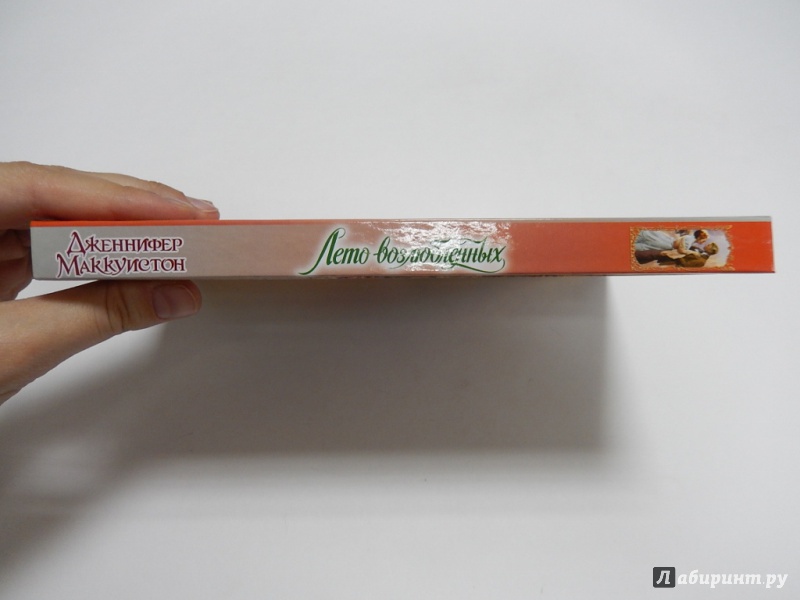 Дженнифер
Маккуистон
Лето возлюбленных
Лабиринт.ру